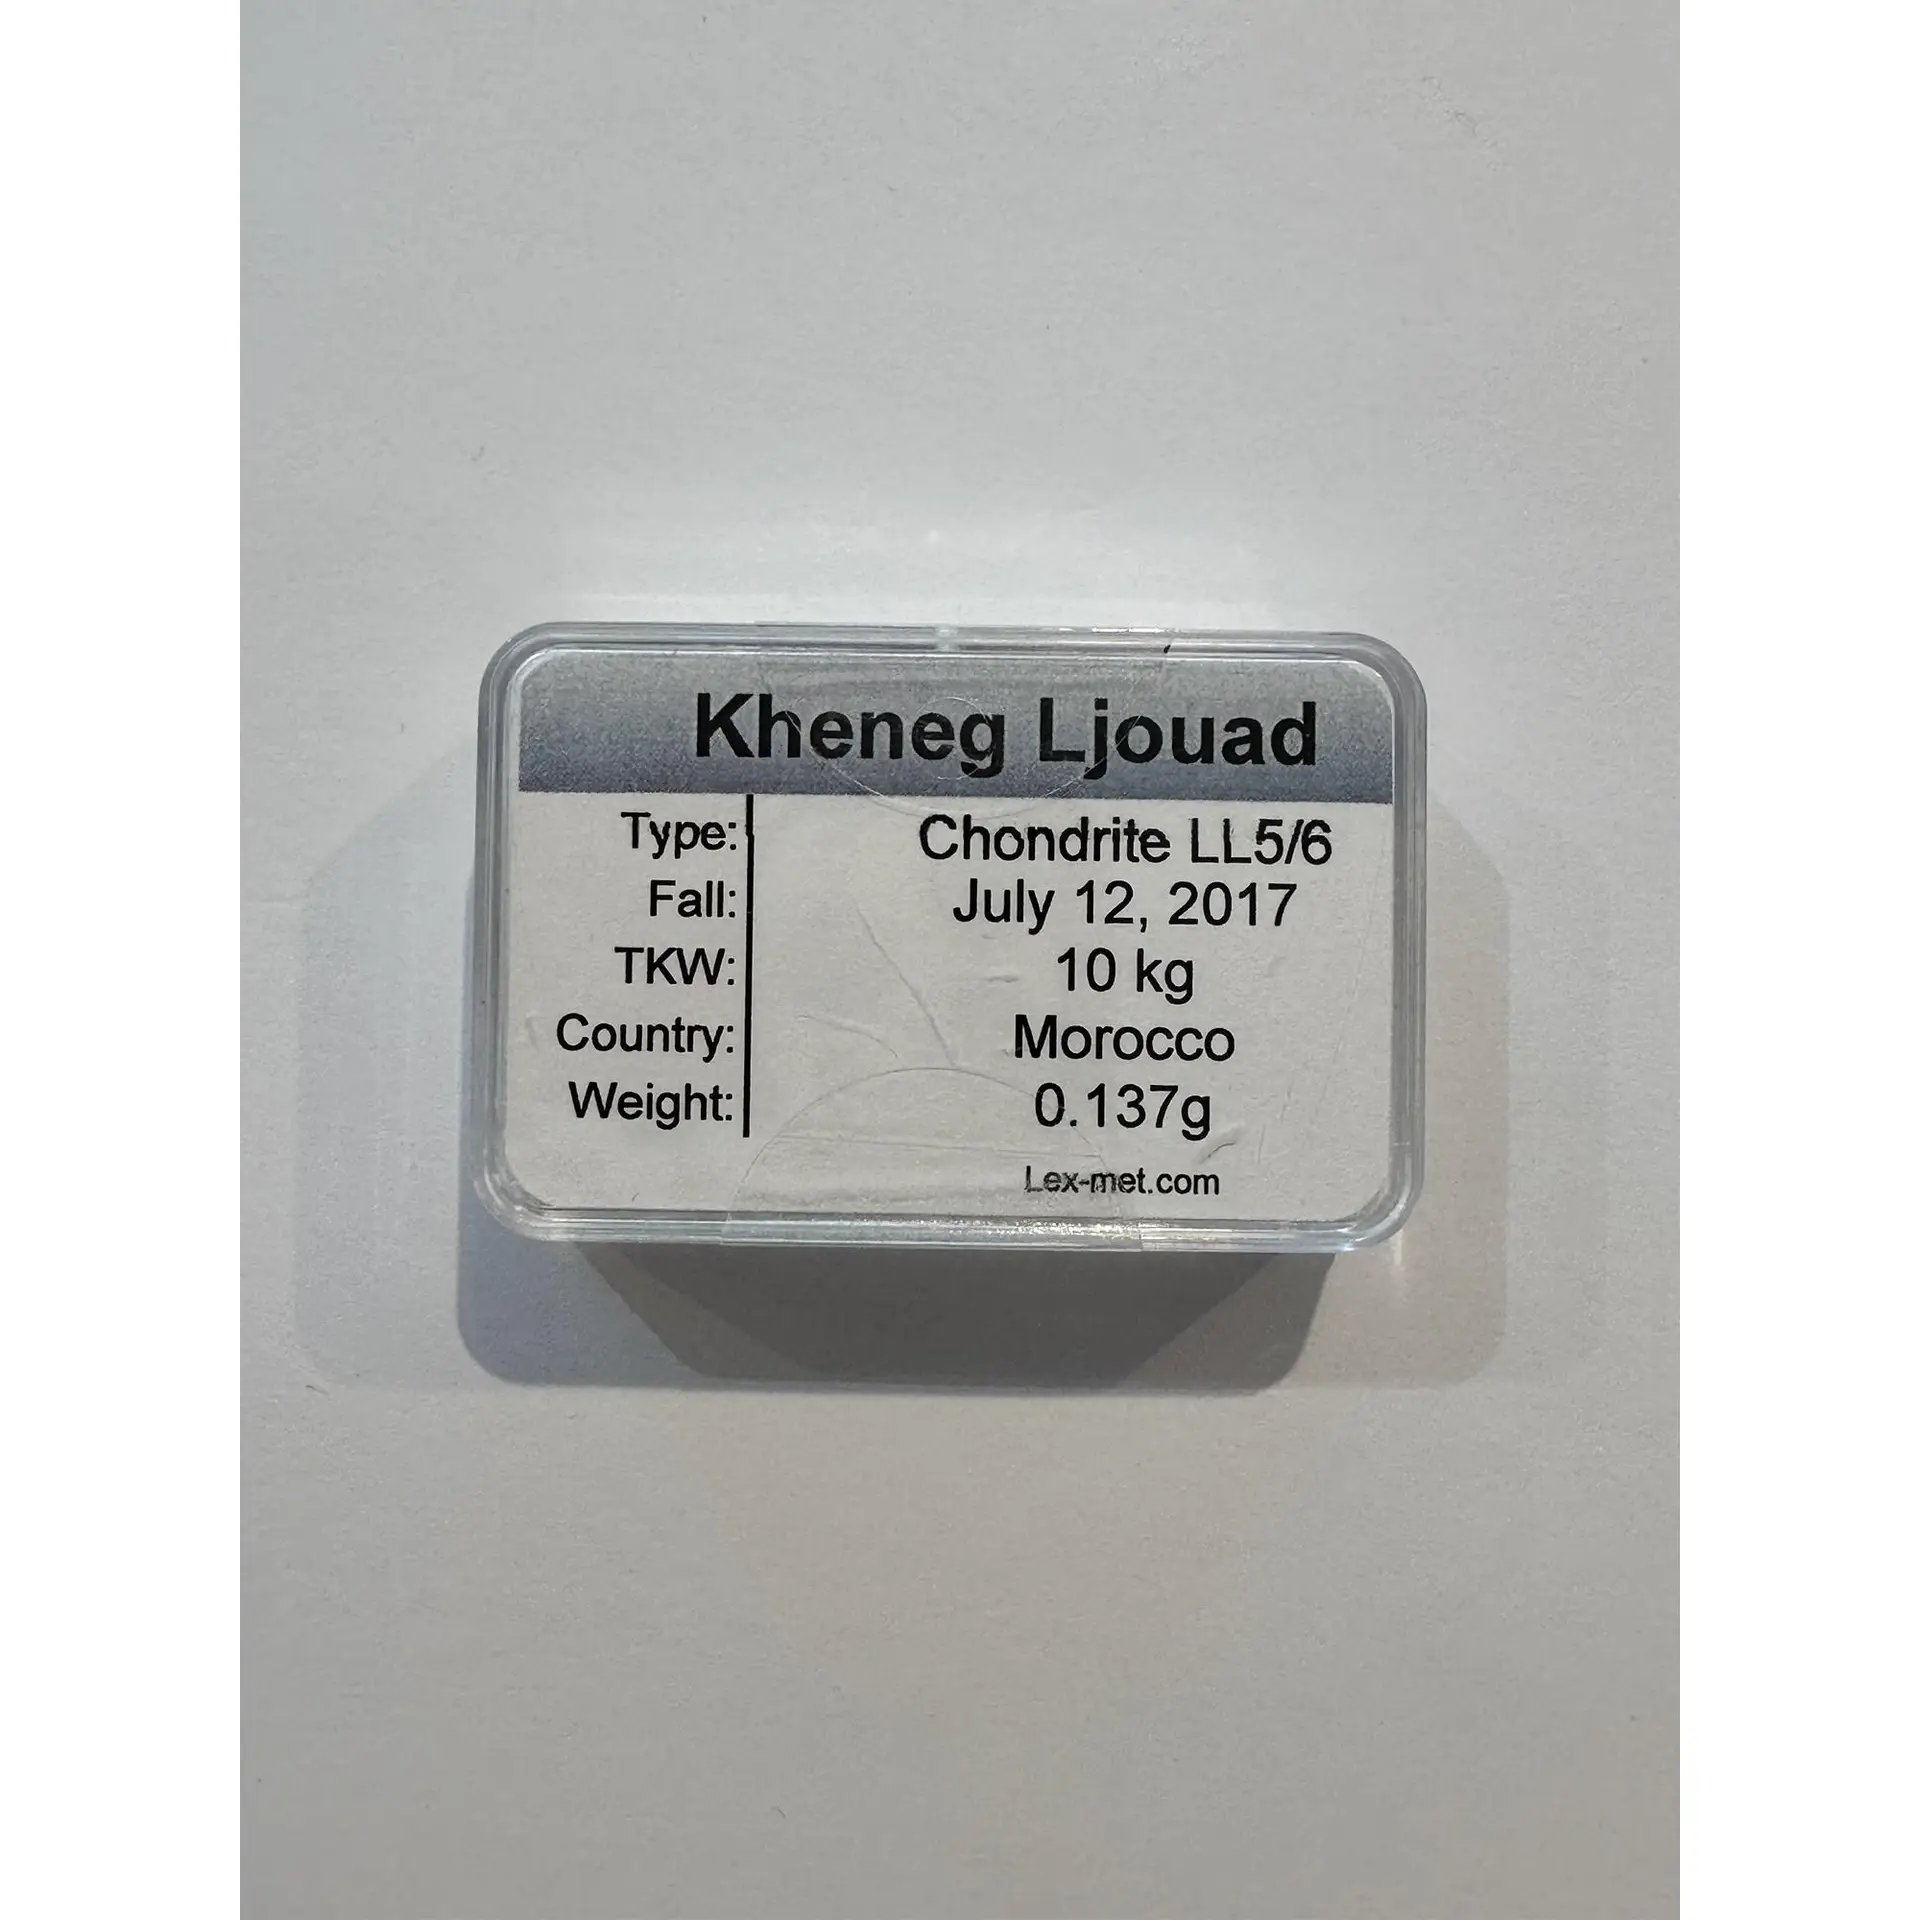 Kheneg Ljouad
Type: Chondrite LL5/6
Fall: July 12, 2017
TKW: 10 kg
Country: Morocco
Weight: 0.137g
Lex-met.com